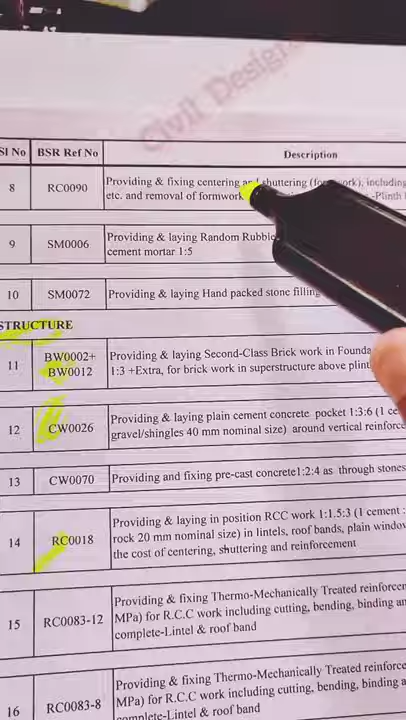 Civil Design
Sl No BSR Ref No Description
8 RC0090 Providing & fixing centering and shuttering (formwork), including
etc. and removal of formwork -Plinth
9 SM0006 Providing & laying Random Rubble
cement mortar 1:5
10 SM0072 Providing & laying Hand packed stone filling
STRUCTURE
11 BW0002+ BW0012 Providing & laying Second-Class Brick work in Founda
1:3 +Extra, for brick work in superstructure above plint
12 CW0026 Providing & laying plain cement concrete pocket 1:3:6 (1 ce
gravel/shingles 40 mm nominal size) around vertical reinforce
13 CW0070 Providing and fixing pre-cast concrete1:2:4 as through stones
14 RC0018 Providing & laying in position RCC work 1:1.5:3 (1 cement :
rock 20 mm nominal size) in lintels, roof bands, plain window
the cost of centering, shuttering and reinforcement
15 RC0083-12 Providing & fixing Thermo-Mechanically Treated reinforcem
MPa) for R.C.C work including cutting, bending, binding an
complete-Lintel & roof band
16 RC0083-8 Providing & fixing Thermo-Mechanically Treated reinforce
MPa) for R.C.C work including cutting, bending, binding a
complete-Lintel & roof band